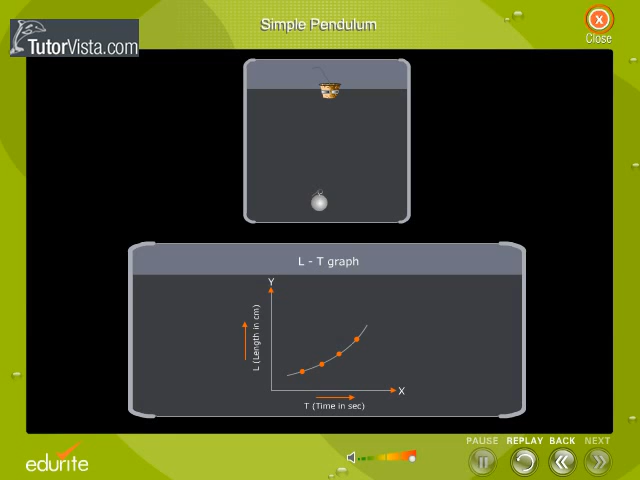 Simple Pendulum
TutorVista.com
Close
L - T graph
Y
L (Length in cm)
X
T (Time in sec)
edurite
PAUSE REPLAY BACK NEXT